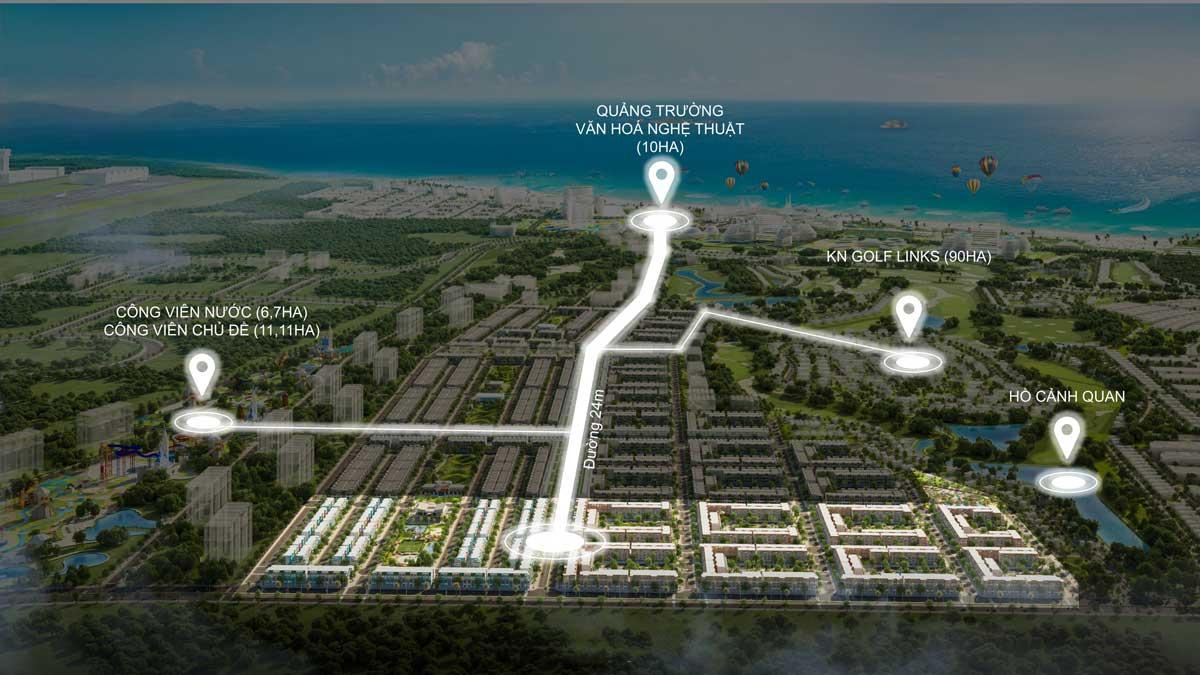 QUẢNG TRƯỜNG
VĂN HOÁ NGHỆ THUẬT
(10HA)
KN GOLF LINKS (90HA)
CÔNG VIÊN NƯỚC (6,7HA)
CÔNG VIÊN CHỦ ĐỀ (11,11HA)
HỒ CẢNH QUAN
Đường 24m